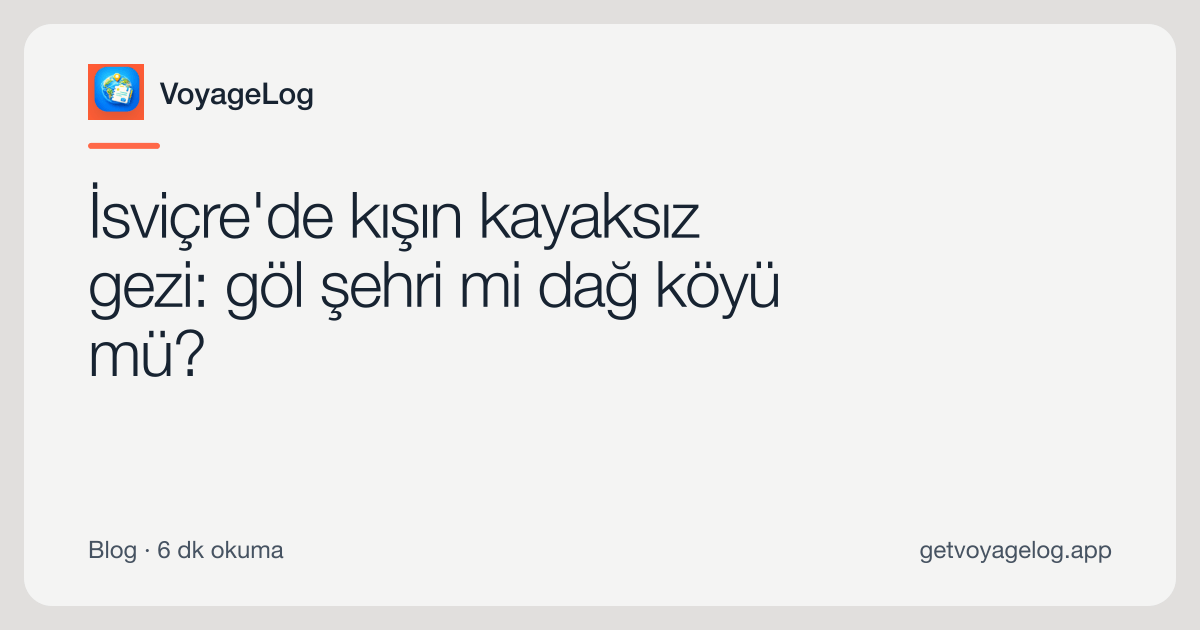 VoyageLog
İsviçre'de kışın kayaksız
gezi: göl şehri mi dağ köyü
mü?
Blog · 6 dk okuma
getvoyagelog.app